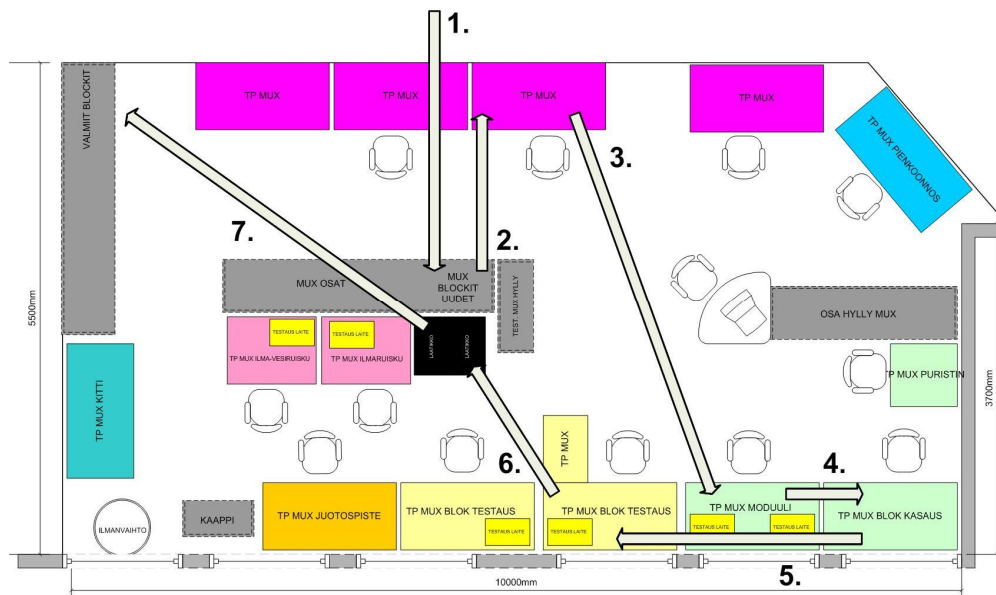 1.
VALMIIT BLOCKIT
TP MUX
TP MUX
TP MUX
TP MUX
TP MUX PIENKOONNOS
3.
7.
2.
MUX OSAT
MUX
BLOCKIT
UUDET
TEST. MUX HYLLY
OSA HYLLY MUX
5500mm
TESTAUS LAITE
TESTAUS LAITE
TP MUX ILMA-VESIRUISKU
TP MUX ILMARUISKU
LAATIKKO
LAATIKKO
TP MUX PURISTIN
3700mm
TP MUX KITTI
TP MUX
6.
4.
ILMANVAIHTO
KAAPPI
TP MUX JUOTOSPISTE
TP MUX BLOK TESTAUS
TESTAUS LAITE
TP MUX BLOK TESTAUS
TESTAUS LAITE
TP MUX MODUULI
TESTAUS LAITE
TESTAUS LAITE
TP MUX BLOK KASAUS
5.
10000mm